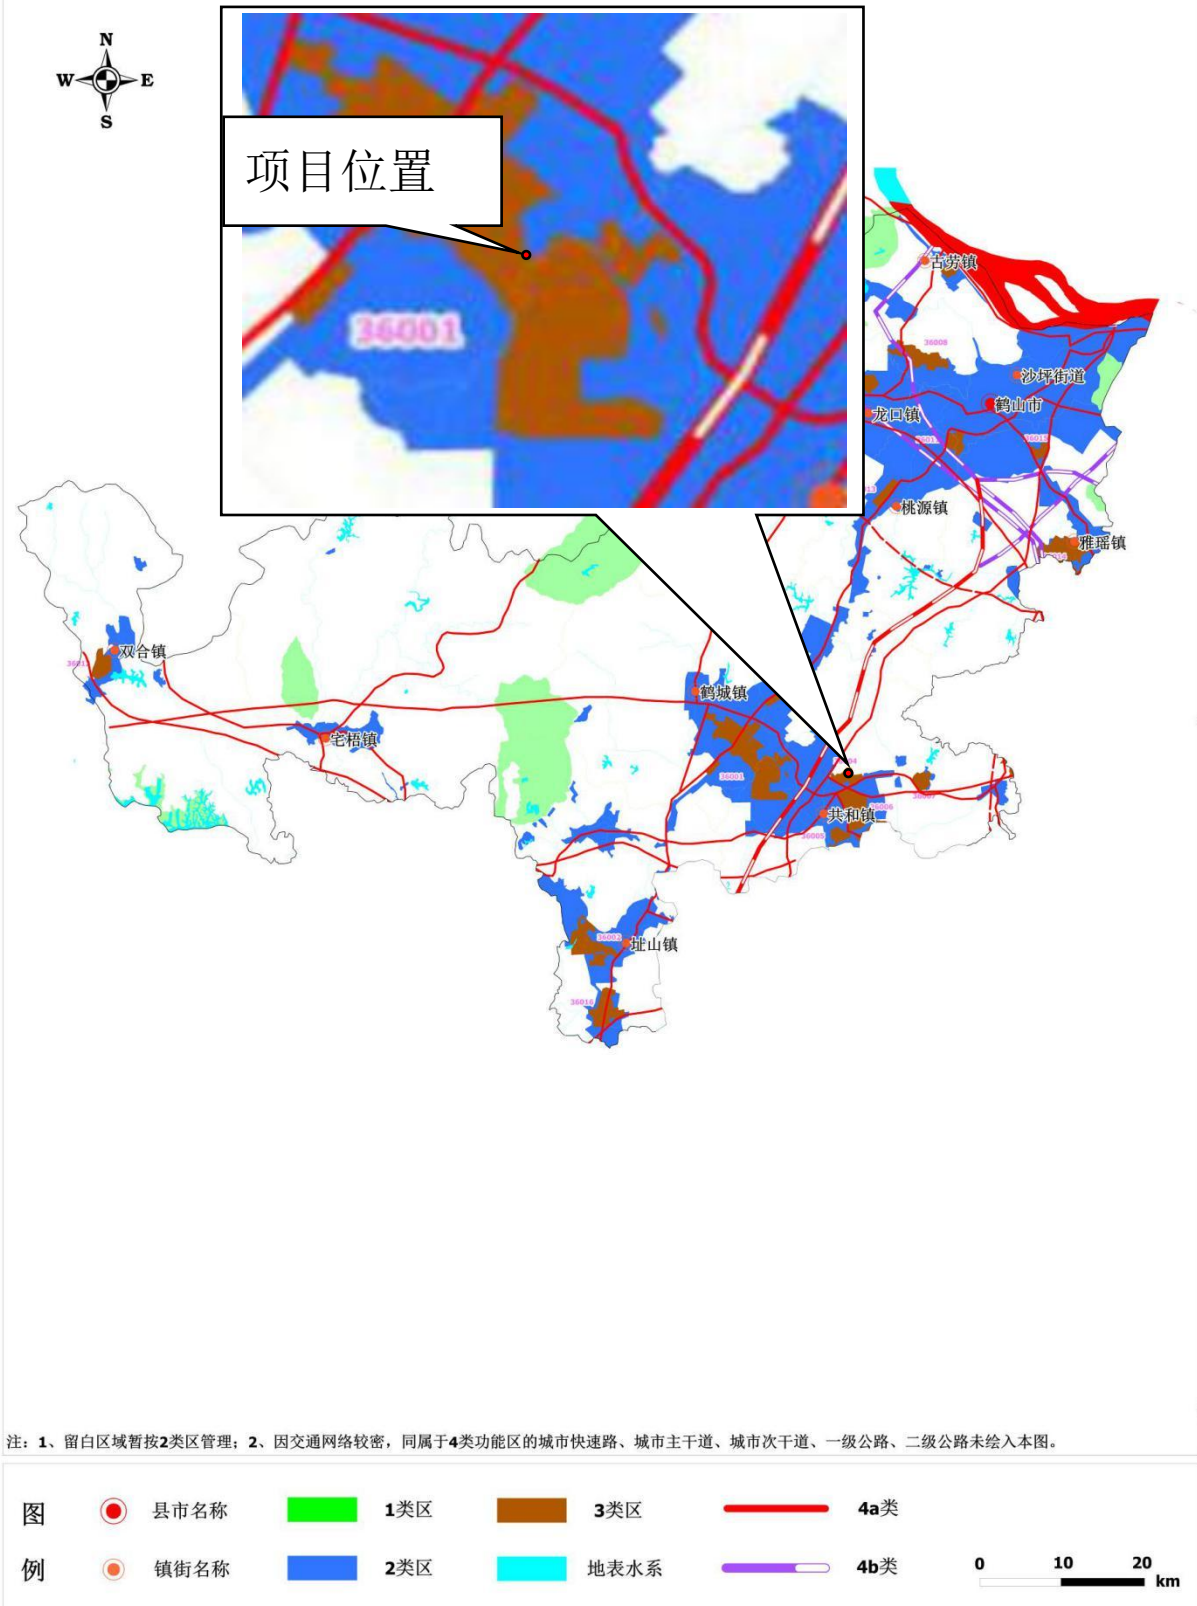 N
W E
S
项目位置
36001
古劳镇
36008
沙坪街道
鹤山市
龙口镇
桃源镇
雅瑶镇
双合镇
鹤城镇
宅梧镇
36001
共和镇
36006
36005
址山镇
36016
注：1、留白区域暂按2类区管理；2、因交通网络较密，同属于4类功能区的城市快速路、城市主干道、城市次干道、一级公路、二级公路未绘入本图。
图 县市名称 1类区 3类区 4a类
例 镇街名称 2类区 地表水系 4b类
0 10 20
km